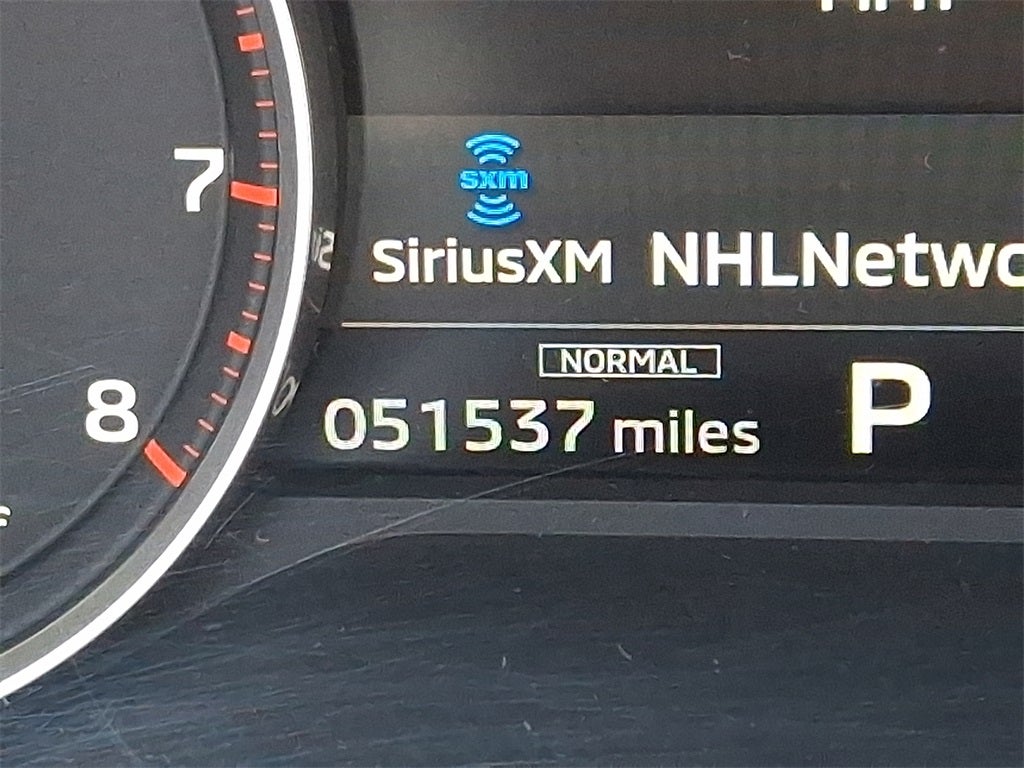 7
sxm
SiriusXM NHLNetwo
NORMAL
8
051537 miles P